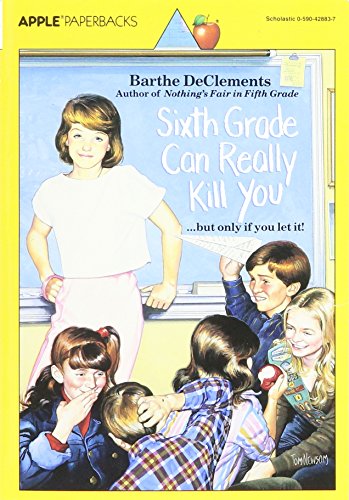 APPLE® PAPERBACKS
Scholastic 0-590-42883-7
Barthe DeClements
Author of Nothing's Fair in Fifth Grade
Sixth Grade
Can Really
Kill You
...but only if you let it!
TOM NEWSOM